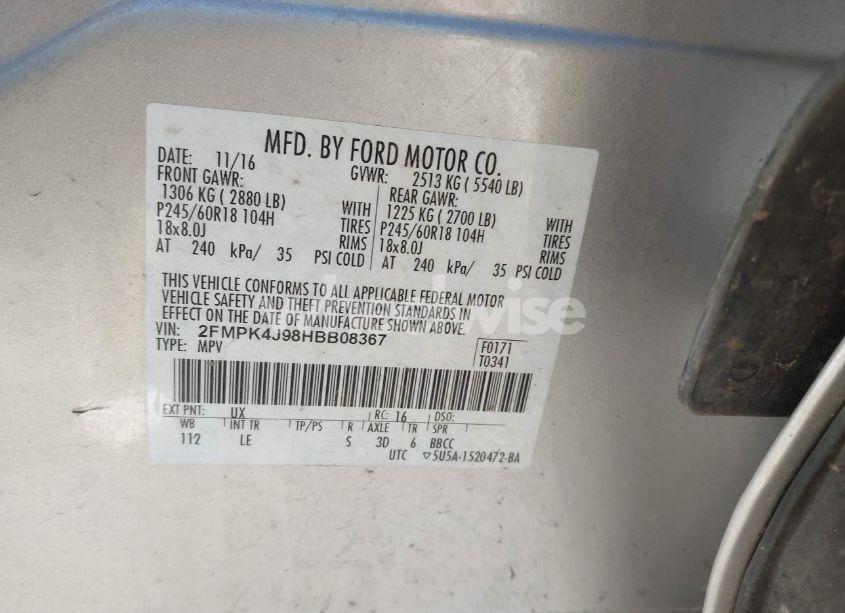 MFD. BY FORD MOTOR CO.
DATE: 11/16 GVWR: 2513 KG ( 5540 LB)
FRONT GAWR: REAR GAWR:
1306 KG ( 2880 LB) WITH 1225 KG ( 2700 LB) WITH
P245/60R18 104H TIRES P245/60R18 104H TIRES
18x8.0J RIMS 18x8.0J RIMS
AT 240 kPa/ 35 PSI COLD AT 240 kPa/ 35 PSI COLD
THIS VEHICLE CONFORMS TO ALL APPLICABLE FEDERAL MOTOR
VEHICLE SAFETY AND THEFT PREVENTION STANDARDS IN
EFFECT ON THE DATE OF MANUFACTURE SHOWN ABOVE.
VIN: 2FMPK4J98HBB08367 F0171
TYPE: MPV T0341
EXT PNT: UX RC: 16 DSO:
WB INT TR TP/PS R AXLE TR SPR
112 LE S 3D 6 BBCC
UTC ▽5U5A-1520472-BA